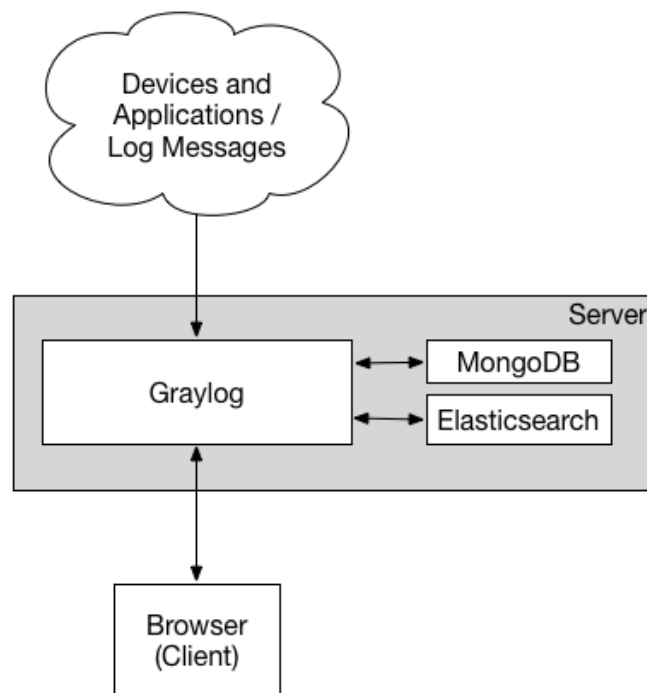 Devices and
Applications /
Log Messages
Server
Graylog
MongoDB
Elasticsearch
Browser
(Client)